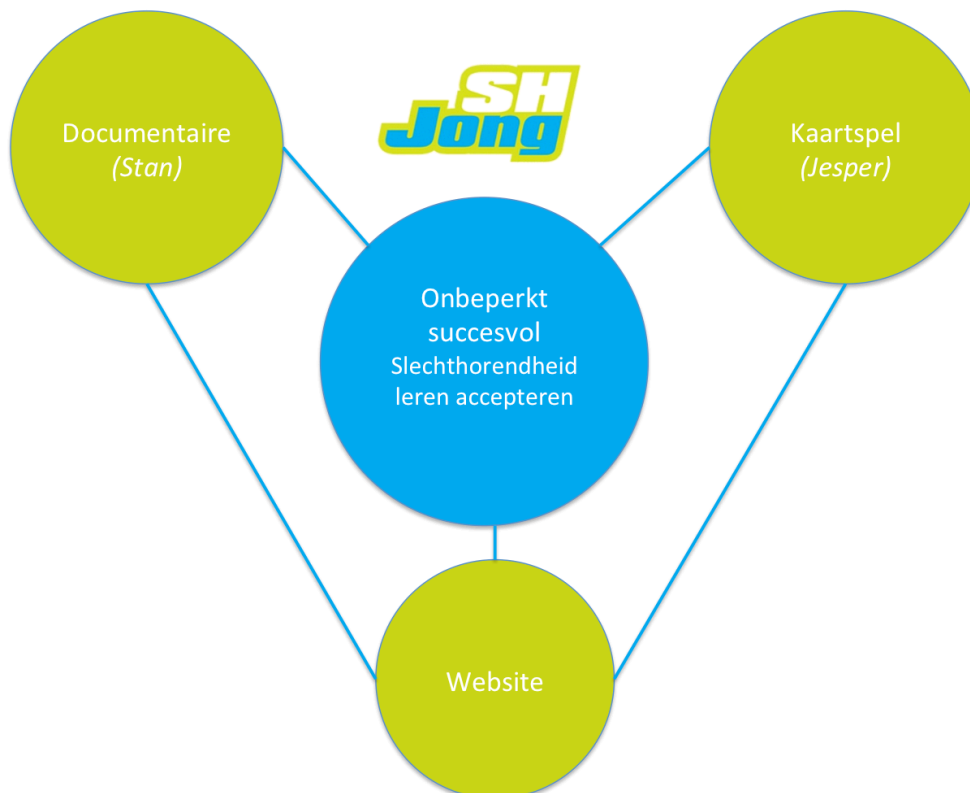 SH
Jong
Documentaire
(Stan)
Kaartspel
(Jesper)
Onbeperkt
succesvol
Slechthorendheid
leren accepteren
Website